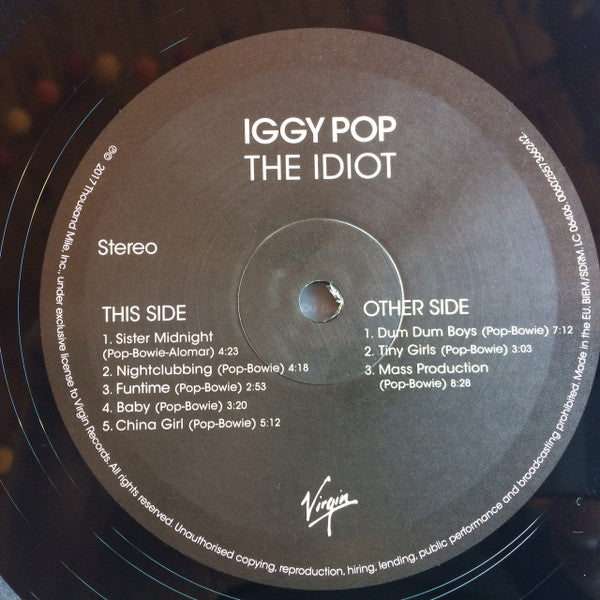 IGGY POP
THE IDIOT
Stereo
THIS SIDE
1. Sister Midnight
(Pop-Bowie-Alomar) 4:23
2. Nightclubbing (Pop-Bowie) 4:18
3. Funtime (Pop-Bowie) 2:53
4. Baby (Pop-Bowie) 3:20
5. China Girl (Pop-Bowie) 5:12
OTHER SIDE
1. Dum Dum Boys (Pop-Bowie) 7:12
2. Tiny Girls (Pop-Bowie) 3:03
3. Mass Production
(Pop-Bowie) 8:28
Virgin
℗© 2017 Thousand Mile, Inc., under exclusive license to Virgin Records. All rights reserved. Unauthorised copying, reproduction, hiring, lending, public performance and broadcasting prohibited. Made in the EU. BIEM/SDRM. LC 06406 00602557366242